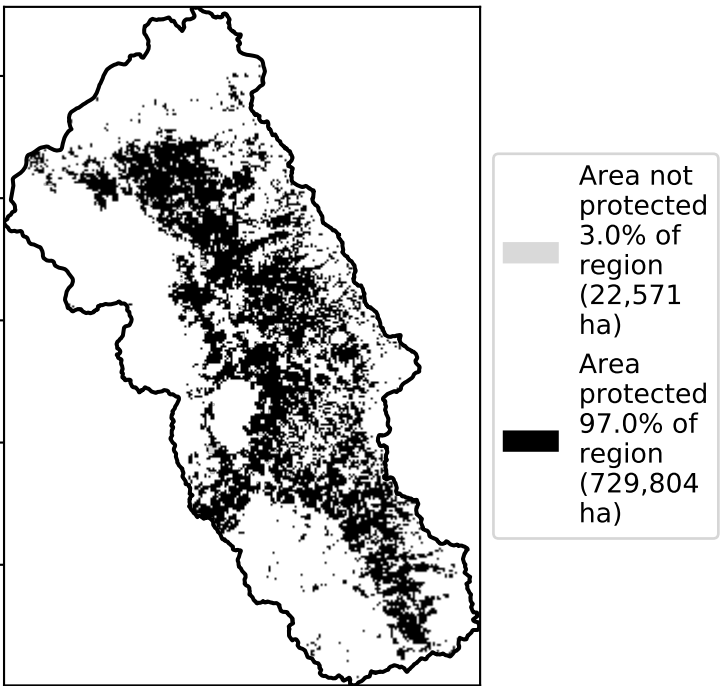 Area not
protected
3.0% of
region
(22,571
ha)
Area
protected
97.0% of
region
(729,804
ha)